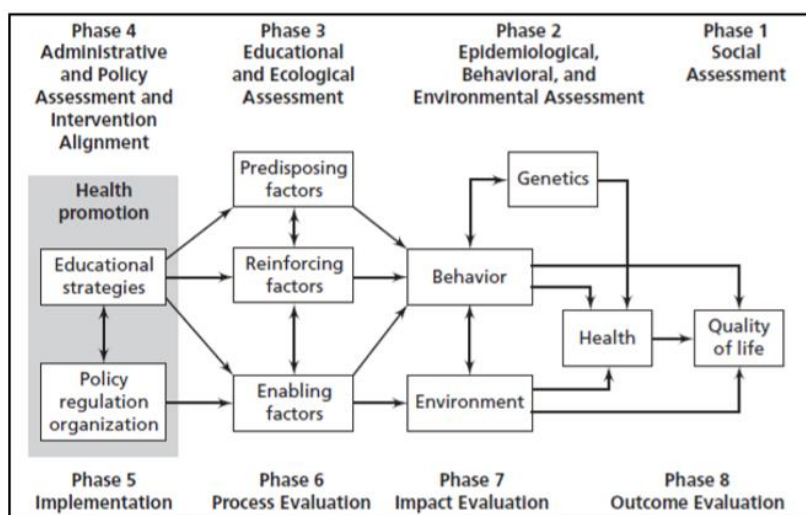 Phase 4
Administrative
and Policy
Assessment and
Intervention
Alignment
Phase 3
Educational
and Ecological
Assessment
Phase 2
Epidemiological,
Behavioral, and
Environmental Assessment
Phase 1
Social
Assessment
Health
promotion
Predisposing
factors
Genetics
Educational
strategies
Reinforcing
factors
Behavior
Health
Quality
of life
Policy
regulation
organization
Enabling
factors
Environment
Phase 5
Implementation
Phase 6
Process Evaluation
Phase 7
Impact Evaluation
Phase 8
Outcome Evaluation